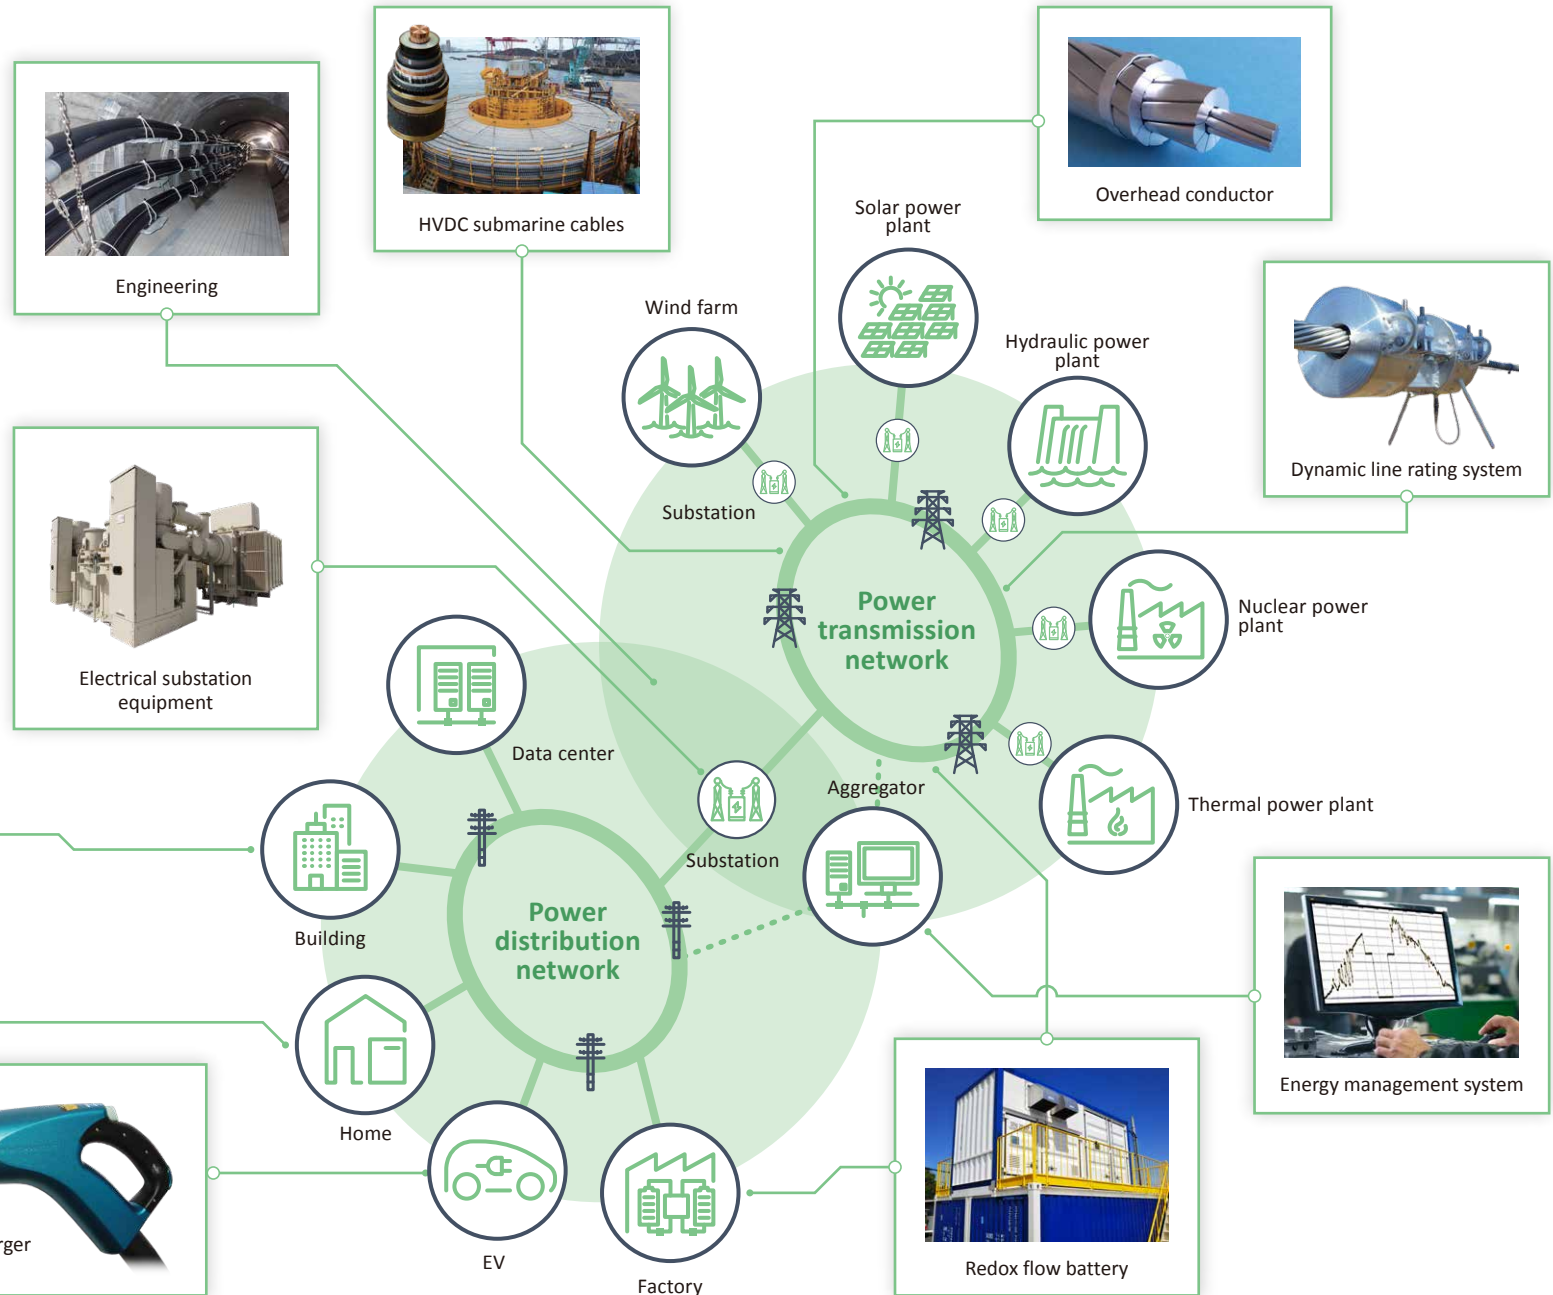 HVDC submarine cables
Overhead conductor
Engineering
Solar power
plant
Wind farm
Hydraulic power
plant
Dynamic line rating system
Substation
Power
transmission
network
Nuclear power
plant
Electrical substation
equipment
Data center
Aggregator
Thermal power plant
Substation
Power
distribution
network
Building
Energy management system
Home
rger
EV
Redox flow battery
Factory